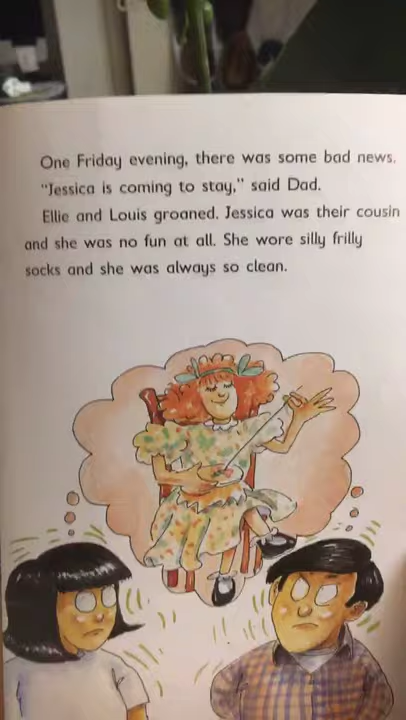 One Friday evening, there was some bad news.
"Jessica is coming to stay," said Dad.
Ellie and Louis groaned. Jessica was their cousin
and she was no fun at all. She wore silly frilly
socks and she was always so clean.